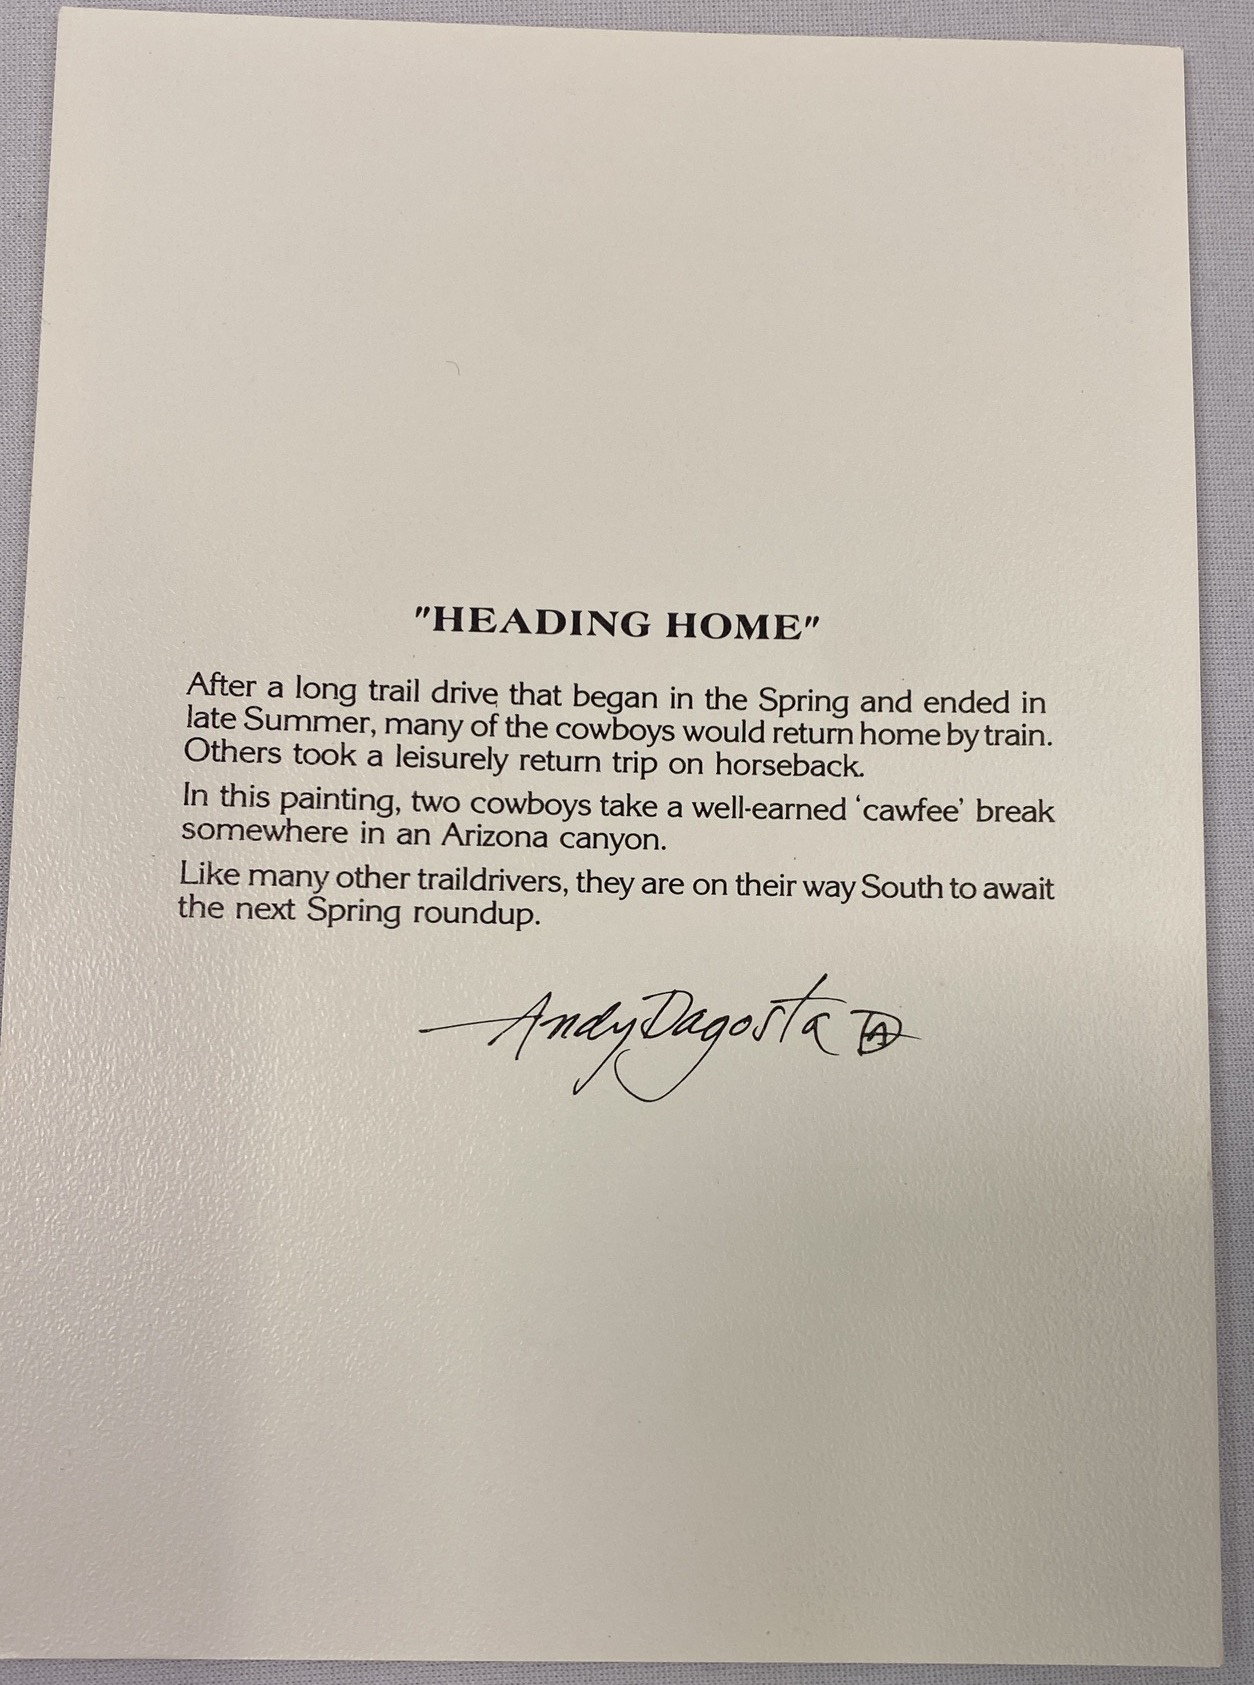 "HEADING HOME"
After a long trail drive that began in the Spring and ended in
late Summer, many of the cowboys would return home by train.
Others took a leisurely return trip on horseback.
In this painting, two cowboys take a well-earned ‘cawfee’ break
somewhere in an Arizona canyon.
Like many other traildrivers, they are on their way South to await
the next Spring roundup.
Andy Dagosta DA